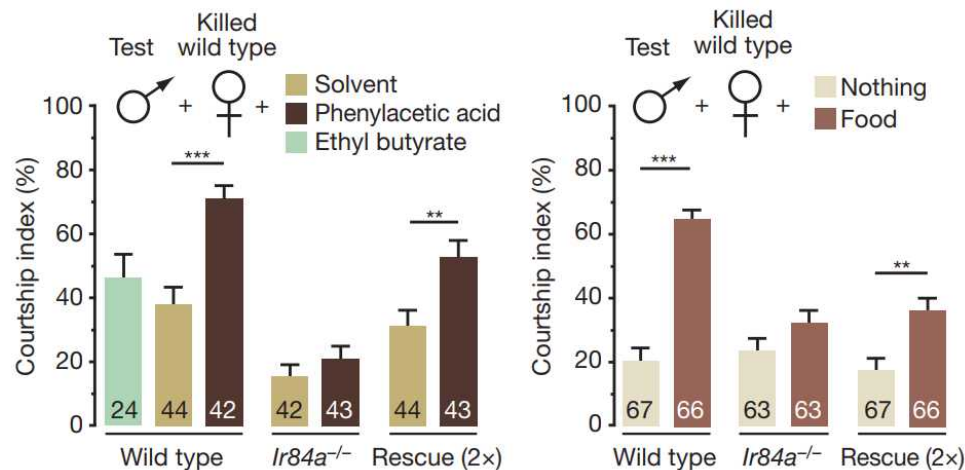 Killed
Test wild type
+ +
Solvent
Phenylacetic acid
Ethyl butyrate
Courtship index (%)
100
80
60
40
20
0
***
**
24 44 42 42 43 44 43
Wild type Ir84a−/− Rescue (2×)
Killed
Test wild type
+ +
Nothing
Food
Courtship index (%)
100
80
60
40
20
0
***
**
67 66 63 63 67 66
Wild type Ir84a−/− Rescue (2×)